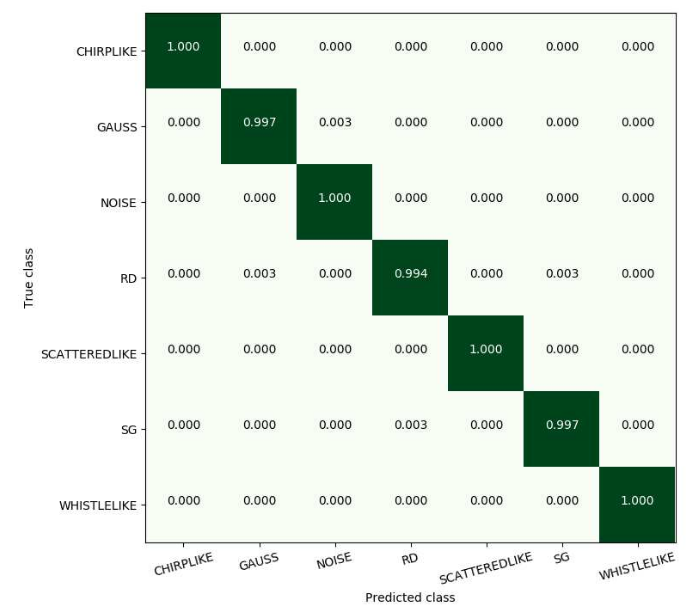 CHIRPLIKE 1.000 0.000 0.000 0.000 0.000 0.000 0.000
GAUSS 0.000 0.997 0.003 0.000 0.000 0.000 0.000
NOISE 0.000 0.000 1.000 0.000 0.000 0.000 0.000
RD 0.000 0.003 0.000 0.994 0.000 0.003 0.000
SCATTEREDLIKE 0.000 0.000 0.000 0.000 1.000 0.000 0.000
SG 0.000 0.000 0.000 0.003 0.000 0.997 0.000
WHISTLELIKE 0.000 0.000 0.000 0.000 0.000 0.000 1.000
True class
CHIRPLIKE GAUSS NOISE RD SCATTEREDLIKE SG WHISTLELIKE
Predicted class